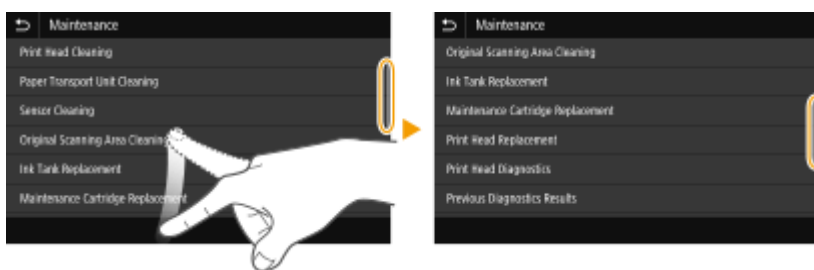 Maintenance
Print Head Cleaning
Paper Transport Unit Cleaning
Sensor Cleaning
Original Scanning Area Cleaning
Ink Tank Replacement
Maintenance Cartridge Replacement
Maintenance
Original Scanning Area Cleaning
Ink Tank Replacement
Maintenance Cartridge Replacement
Print Head Replacement
Print Head Diagnostics
Previous Diagnostics Results